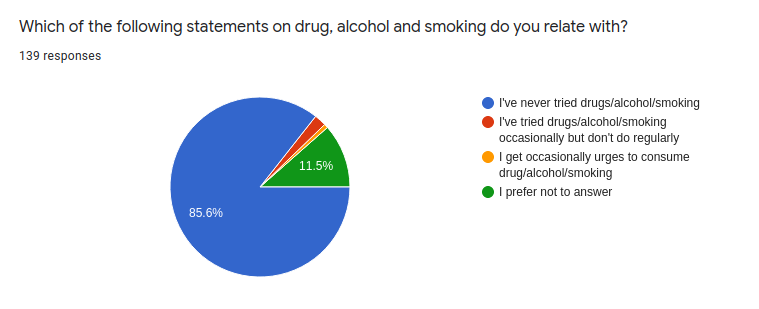 Which of the following statements on drug, alcohol and smoking do you relate with?
139 responses
I've never tried drugs/alcohol/smoking
I've tried drugs/alcohol/smoking
occasionally but don't do regularly
I get occasionally urges to consume
drug/alcohol/smoking
I prefer not to answer
11.5%
85.6%